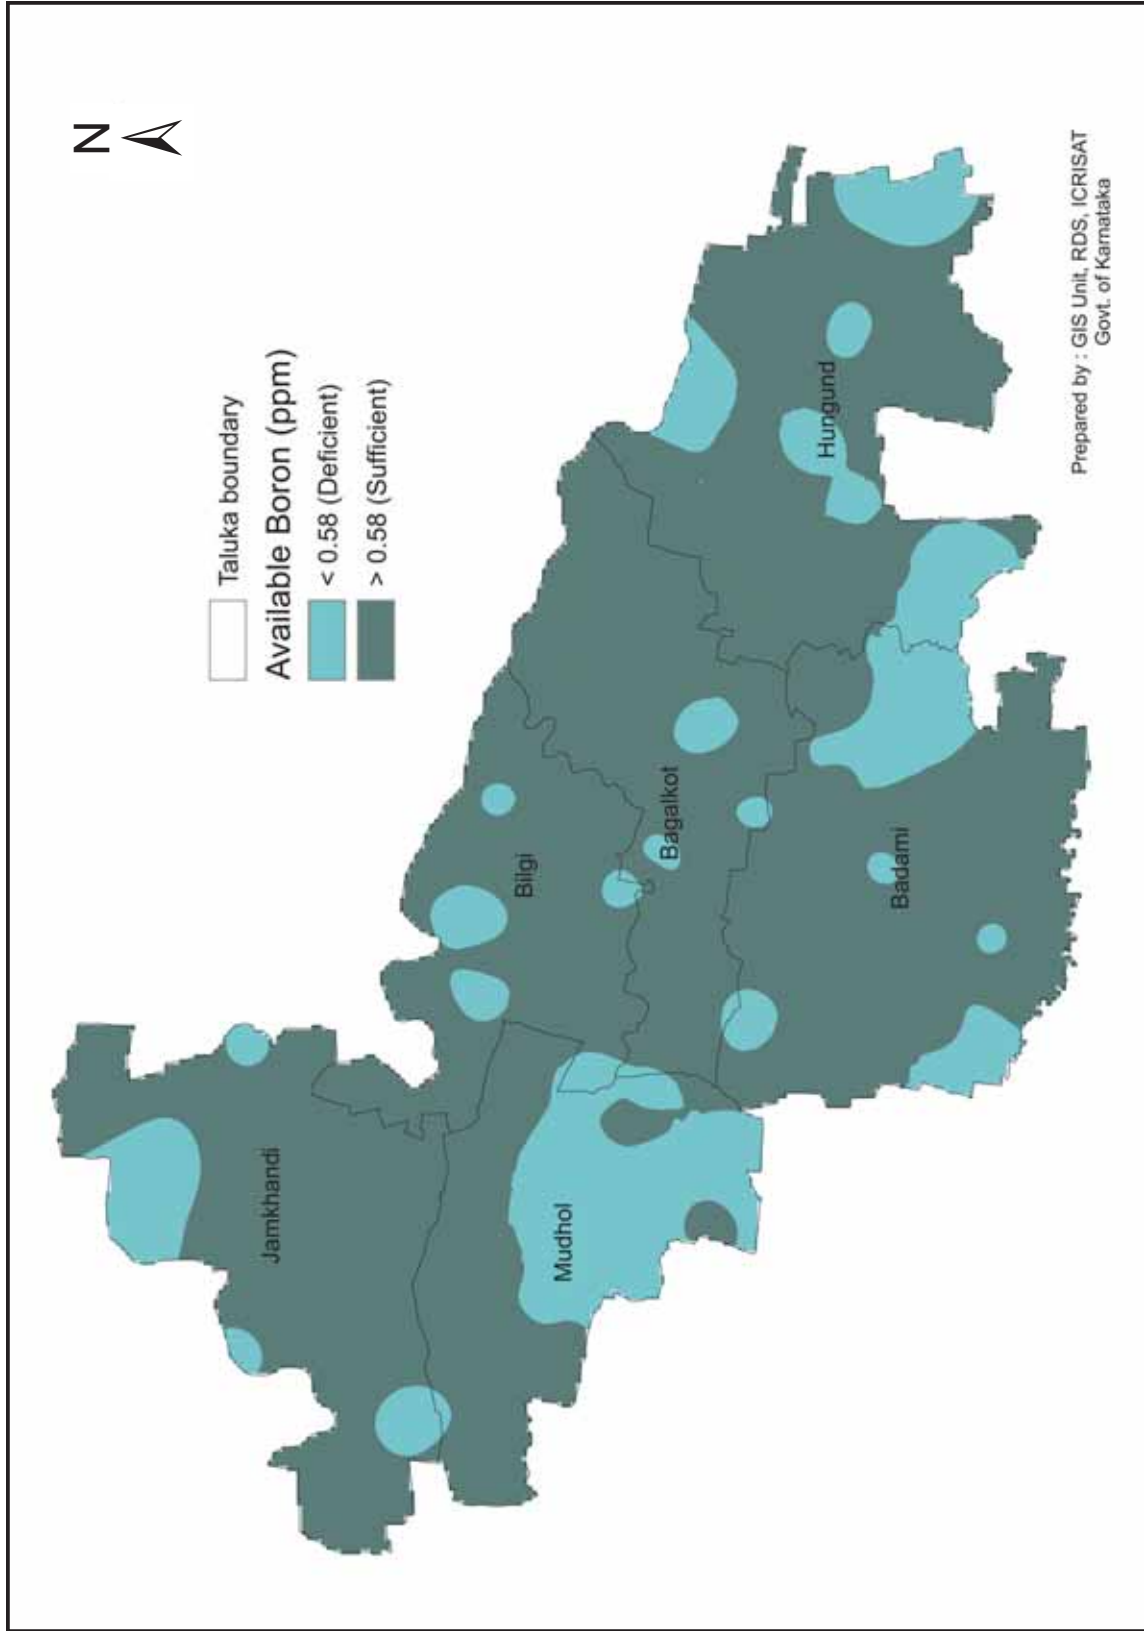 N
Taluka boundary
Available Boron (ppm)
< 0.58 (Deficient)
> 0.58 (Sufficient)
Jamkhandi
Mudhol
Bilgi
Bagalkot
Badami
Hungund
Prepared by : GIS Unit, RDS, ICRISAT
Govt. of Karnataka